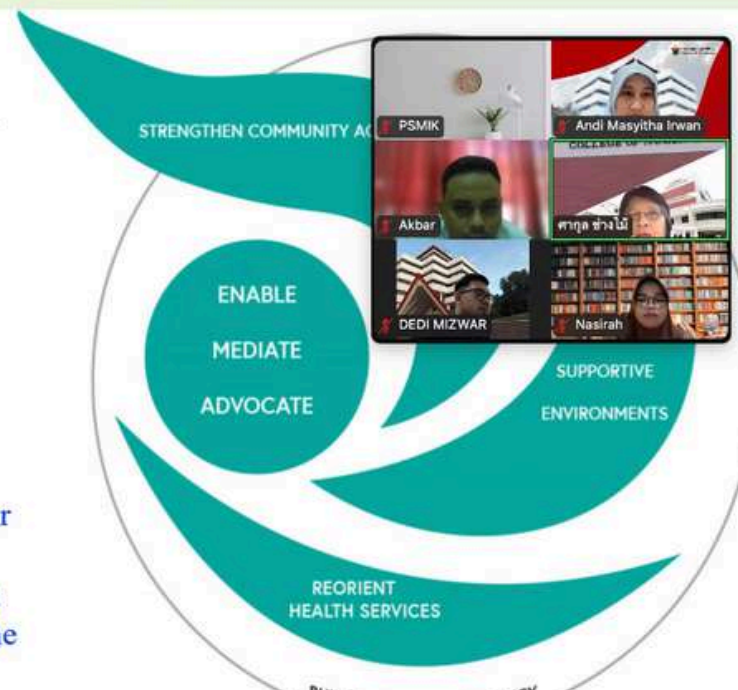 STRENGTHEN COMMUNITY AC
PSMIK
Andi Masyitha Irwan
Akbar
ศากุล ช่างไม้
DEDI MIZWAR
Nasirah
ENABLE
MEDIATE
ADVOCATE
SUPPORTIVE
ENVIRONMENTS
REORIENT
HEALTH SERVICES